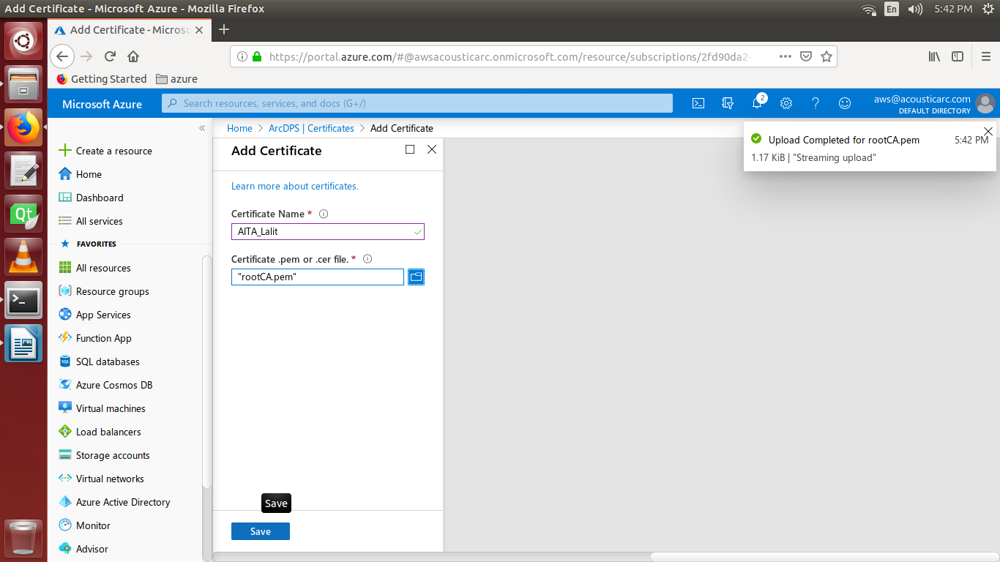 Add Certificate - Microsoft Azure - Mozilla Firefox
En
5:42 PM
Add Certificate - Microso
https://portal.azure.com/#@awsacousticarc.onmicrosoft.com/resource/subscriptions/2fd90da2-
Getting Started
azure
Microsoft Azure
Search resources, services, and docs (G+/)
2
aws@acousticarc.com
DEFAULT DIRECTORY
Home > ArcDPS | Certificates > Add Certificate
Upload Completed for rootCA.pem
5:42 PM
1.17 KiB | "Streaming upload"
Create a resource
Home
Dashboard
All services
FAVORITES
All resources
Resource groups
App Services
Function App
SQL databases
Azure Cosmos DB
Virtual machines
Load balancers
Storage accounts
Virtual networks
Azure Active Directory
Monitor
Advisor
Add Certificate
Learn more about certificates.
Certificate Name *
AITA_Lalit
Certificate .pem or .cer file. *
"rootCA.pem"
Save
Save
Qt
SQL